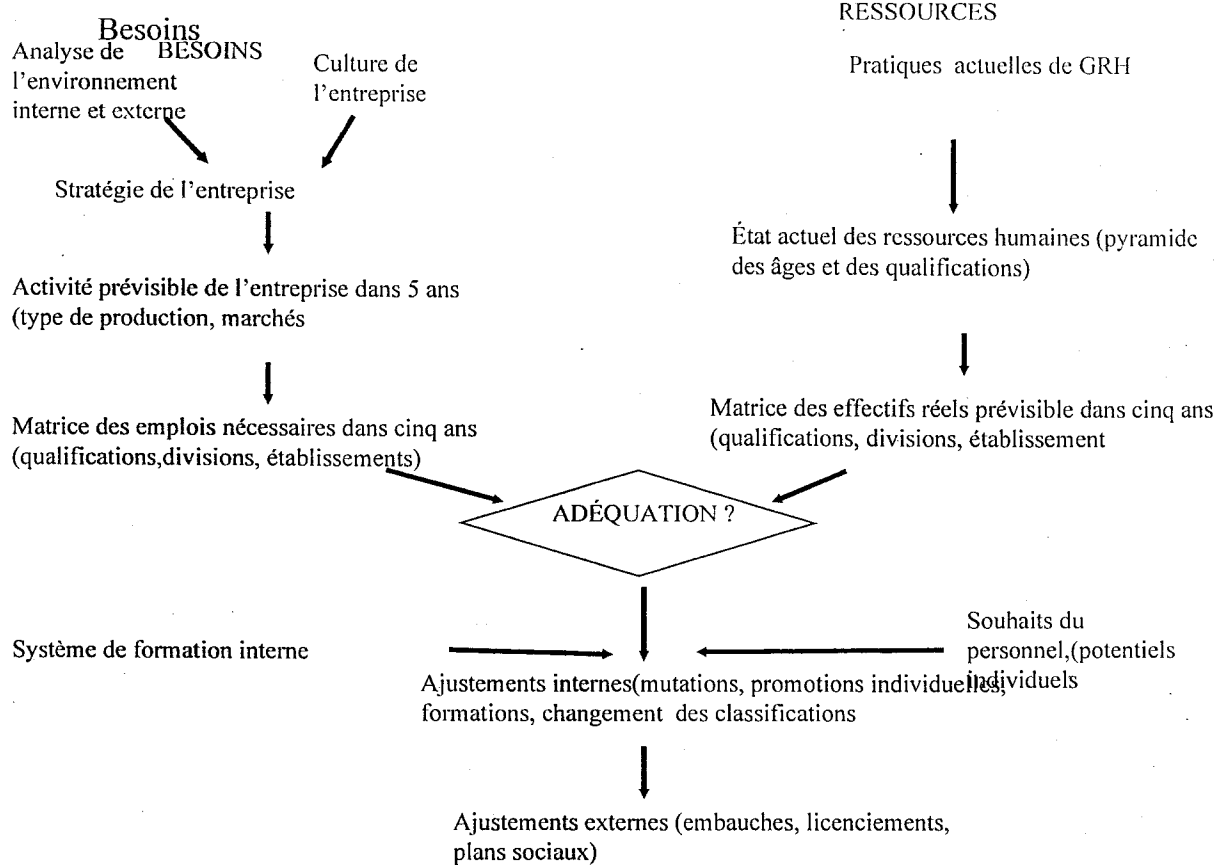 RESSOURCES
Besoins
BESOINS
Analyse de
l'environnement
interne et externe
Culture de
l'entreprise
Pratiques actuelles de GRH
Stratégie de l'entreprise
État actuel des ressources humaines (pyramide
des âges et des qualifications)
Activité prévisible de l'entreprise dans 5 ans
(type de production, marchés
Matrice des emplois nécessaires dans cinq ans
(qualifications,divisions, établissements)
Matrice des effectifs réels prévisible dans cinq ans
(qualifications, divisions, établissement
ADÉQUATION ?
Système de formation interne
Souhaits du
personnel,(potentiels
individuels
Ajustements internes(mutations, promotions individuelles,
formations, changement des classifications
Ajustements externes (embauches, licenciements,
plans sociaux)